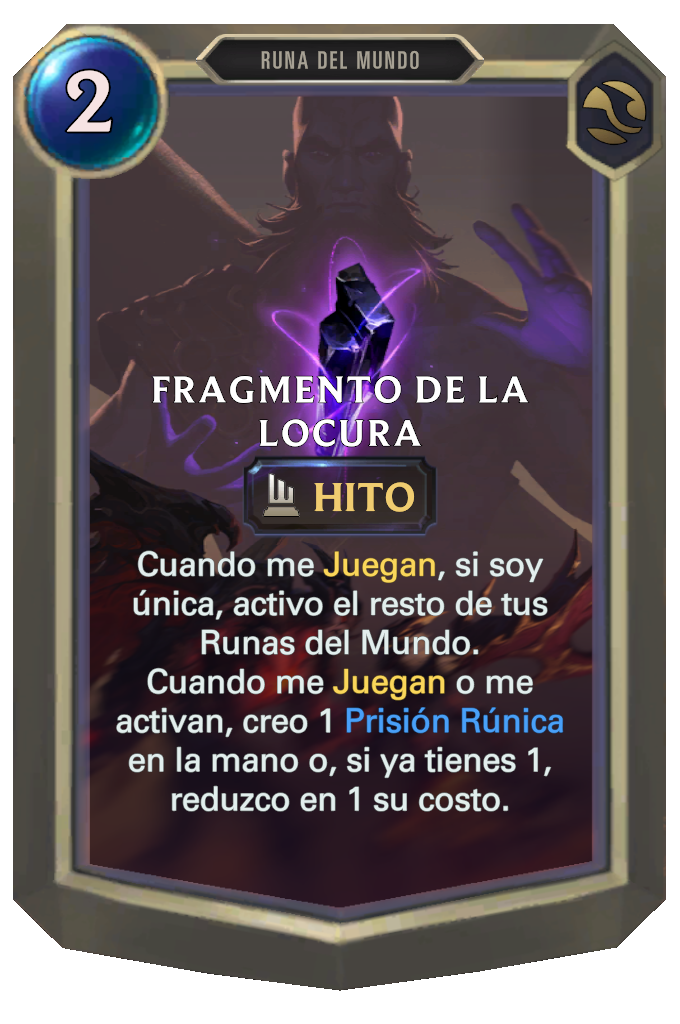 2
RUNA DEL MUNDO
FRAGMENTO DE LA
LOCURA
HITO
Cuando me Juegan, si soy
única, activo el resto de tus
Runas del Mundo.
Cuando me Juegan o me
activan, creo 1 Prisión Rúnica
en la mano o, si ya tienes 1,
reduzco en 1 su costo.